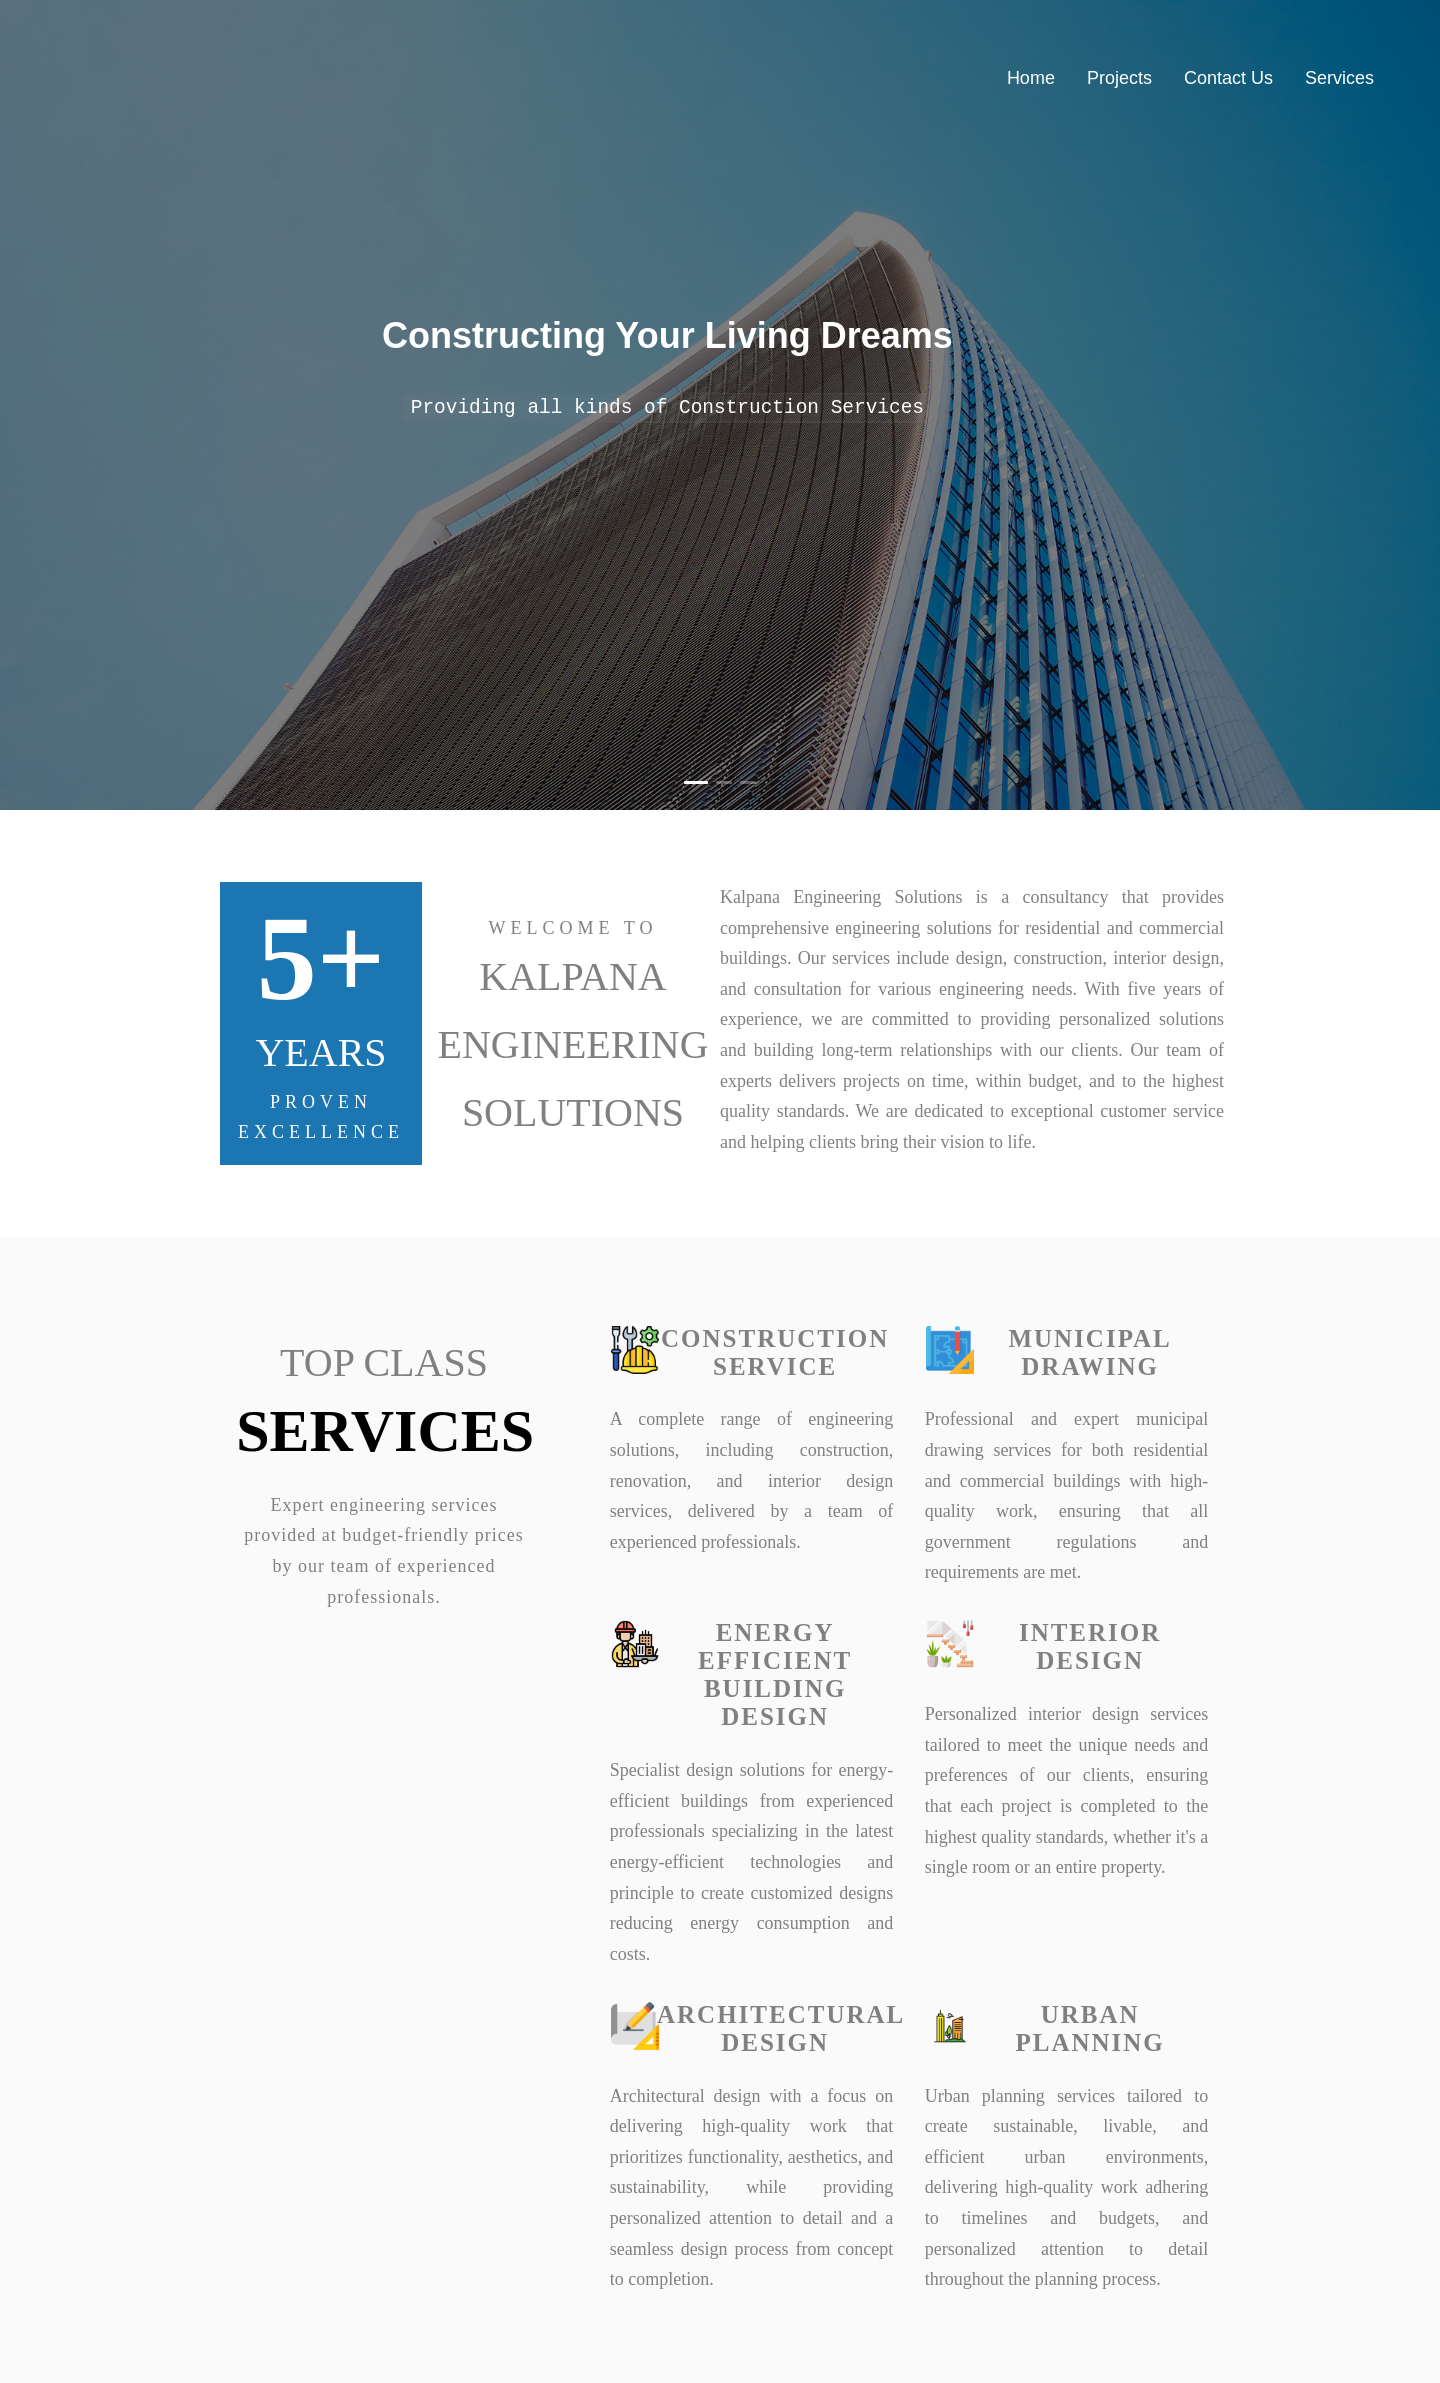 Home Projects Contact Us Services
Constructing Your Living Dreams
Providing all kinds of Construction Services
5+
YEARS
PROVEN
EXCELLENCE
WELCOME TO
KALPANA
ENGINEERING
SOLUTIONS
Kalpana Engineering Solutions is a consultancy that provides
comprehensive engineering solutions for residential and commercial
buildings. Our services include design, construction, interior design,
and consultation for various engineering needs. With five years of
experience, we are committed to providing personalized solutions
and building long-term relationships with our clients. Our team of
experts delivers projects on time, within budget, and to the highest
quality standards. We are dedicated to exceptional customer service
and helping clients bring their vision to life.
TOP CLASS
SERVICES
Expert engineering services
provided at budget-friendly prices
by our team of experienced
professionals.
CONSTRUCTION
SERVICE
A complete range of engineering
solutions, including construction,
renovation, and interior design
services, delivered by a team of
experienced professionals.
MUNICIPAL
DRAWING
Professional and expert municipal
drawing services for both residential
and commercial buildings with high-
quality work, ensuring that all
government regulations and
requirements are met.
ENERGY
EFFICIENT
BUILDING
DESIGN
Specialist design solutions for energy-
efficient buildings from experienced
professionals specializing in the latest
energy-efficient technologies and
principle to create customized designs
reducing energy consumption and
costs.
INTERIOR
DESIGN
Personalized interior design services
tailored to meet the unique needs and
preferences of our clients, ensuring
that each project is completed to the
highest quality standards, whether it's a
single room or an entire property.
ARCHITECTURAL
DESIGN
Architectural design with a focus on
delivering high-quality work that
prioritizes functionality, aesthetics, and
sustainability, while providing
personalized attention to detail and a
seamless design process from concept
to completion.
URBAN
PLANNING
Urban planning services tailored to
create sustainable, livable, and
efficient urban environments,
delivering high-quality work adhering
to timelines and budgets, and
personalized attention to detail
throughout the planning process.